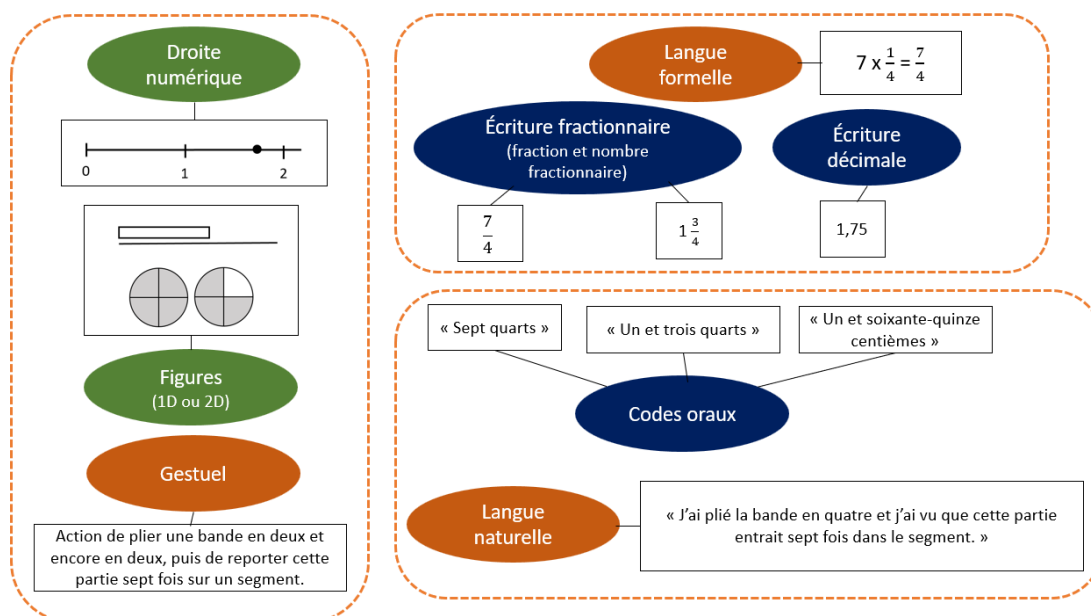 Droite
numérique
0
1
2
Figures
(1D ou 2D)
Gestuel
Action de plier une bande en deux et
encore en deux, puis de reporter cette
partie sept fois sur un segment.
Langue
formelle
7 x 1/4 = 7/4
Écriture fractionnaire
(fraction et nombre
fractionnaire)
7/4
1 3/4
Écriture
décimale
1,75
« Sept quarts »
« Un et trois quarts »
« Un et soixante-quinze
centièmes »
Codes oraux
Langue
naturelle
« J’ai plié la bande en quatre et j’ai vu que cette partie
entrait sept fois dans le segment. »